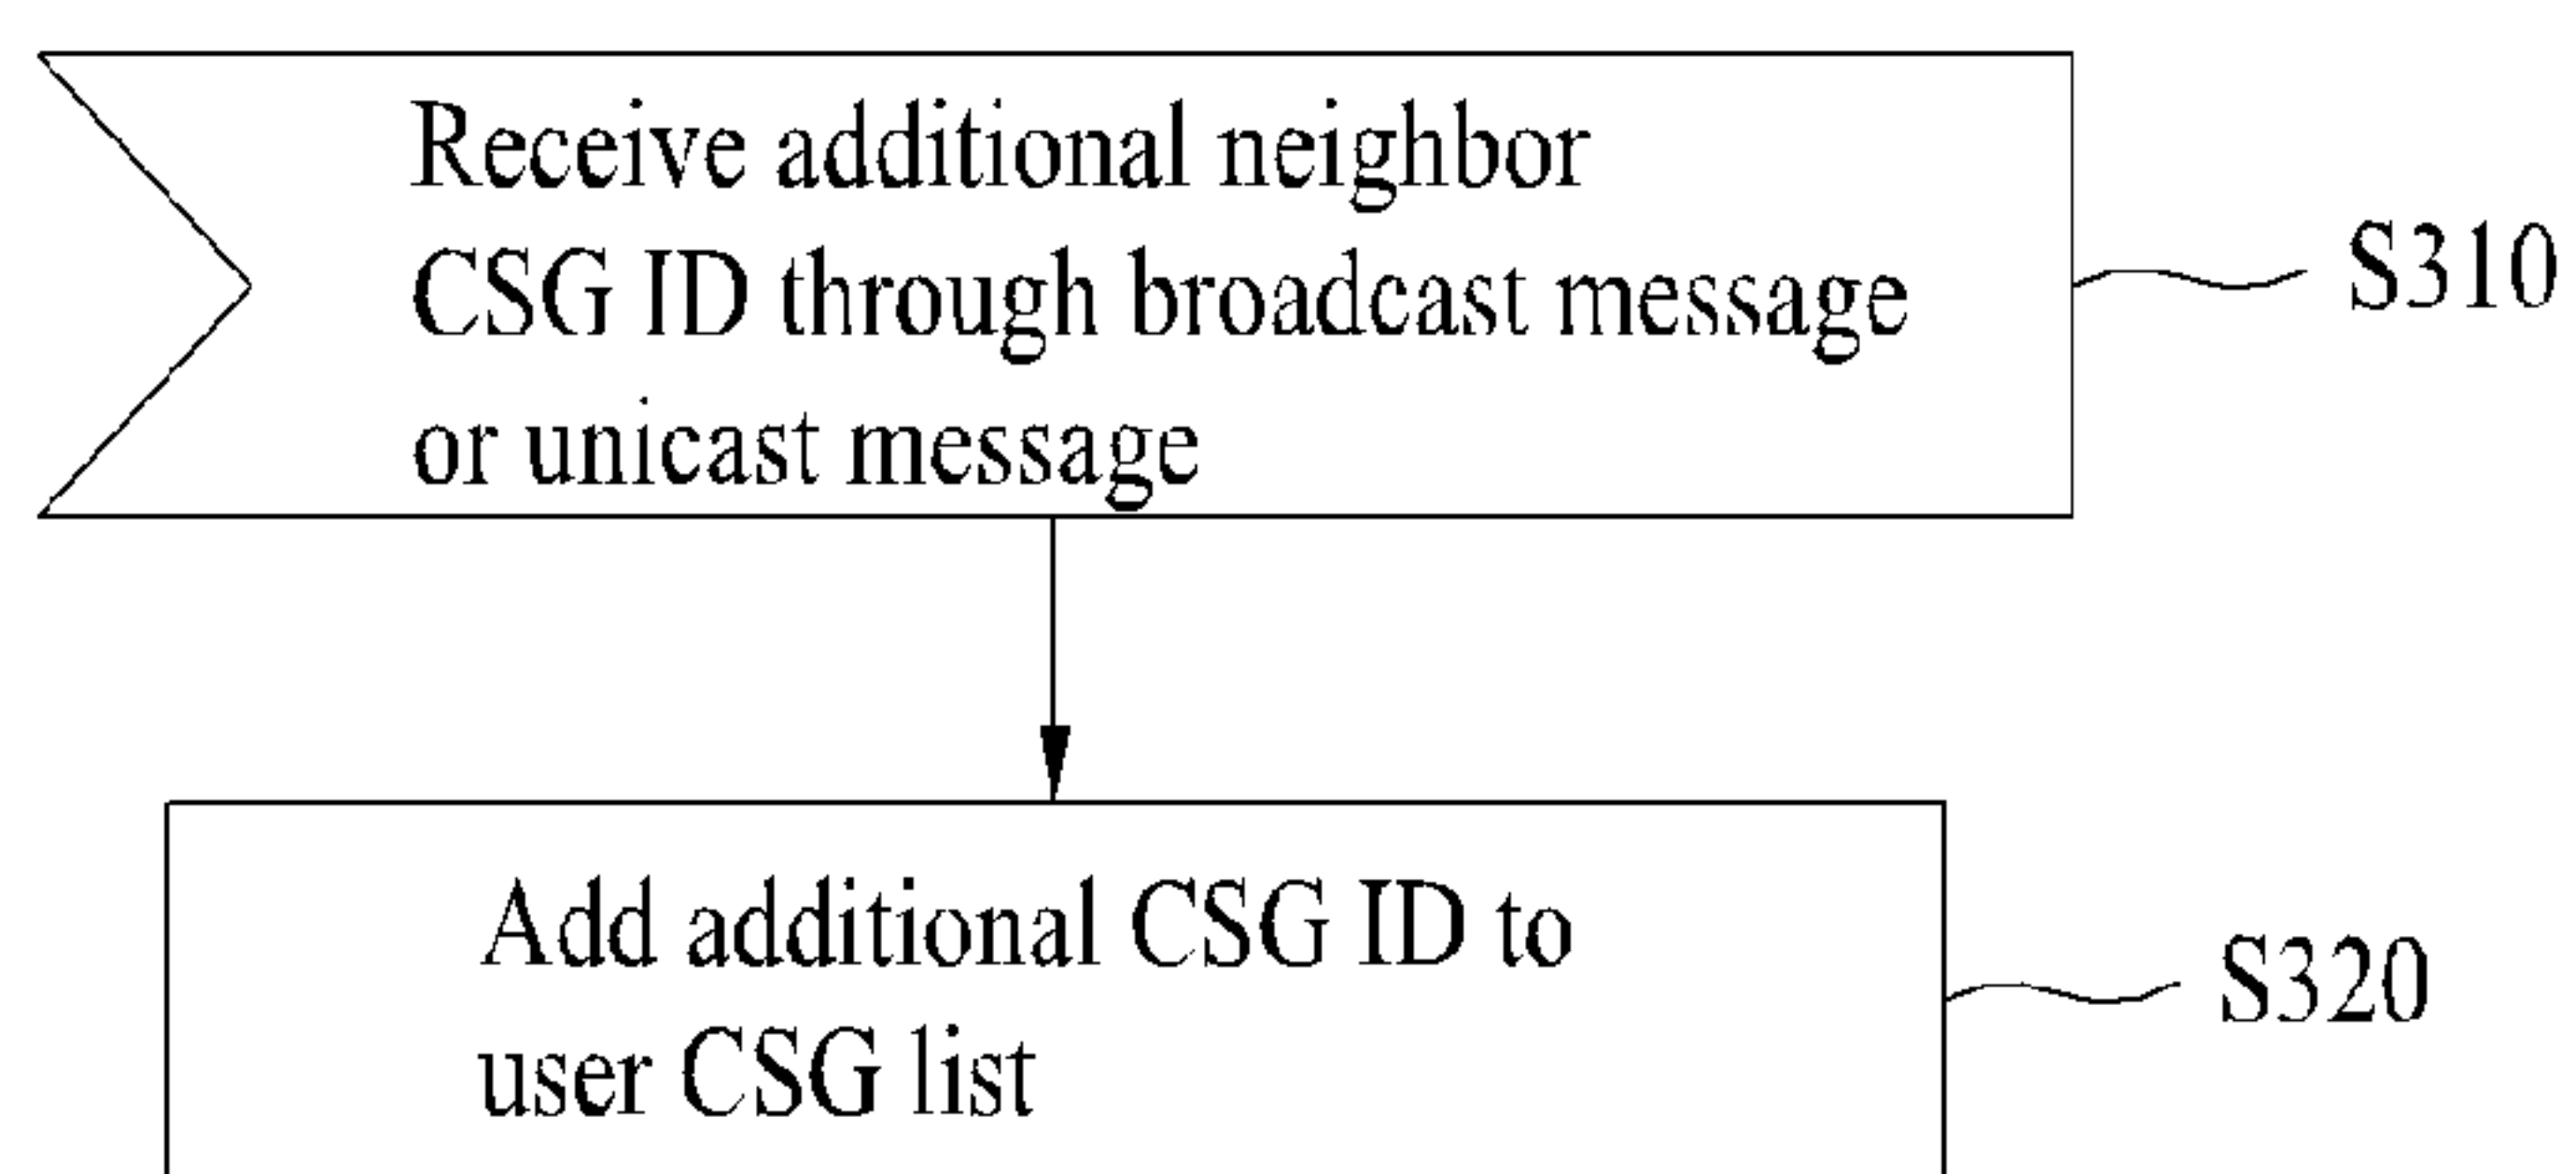 Receive additional neighbor
CSG ID through broadcast message
or unicast message
S310
Add additional CSG ID to
user CSG list
S320